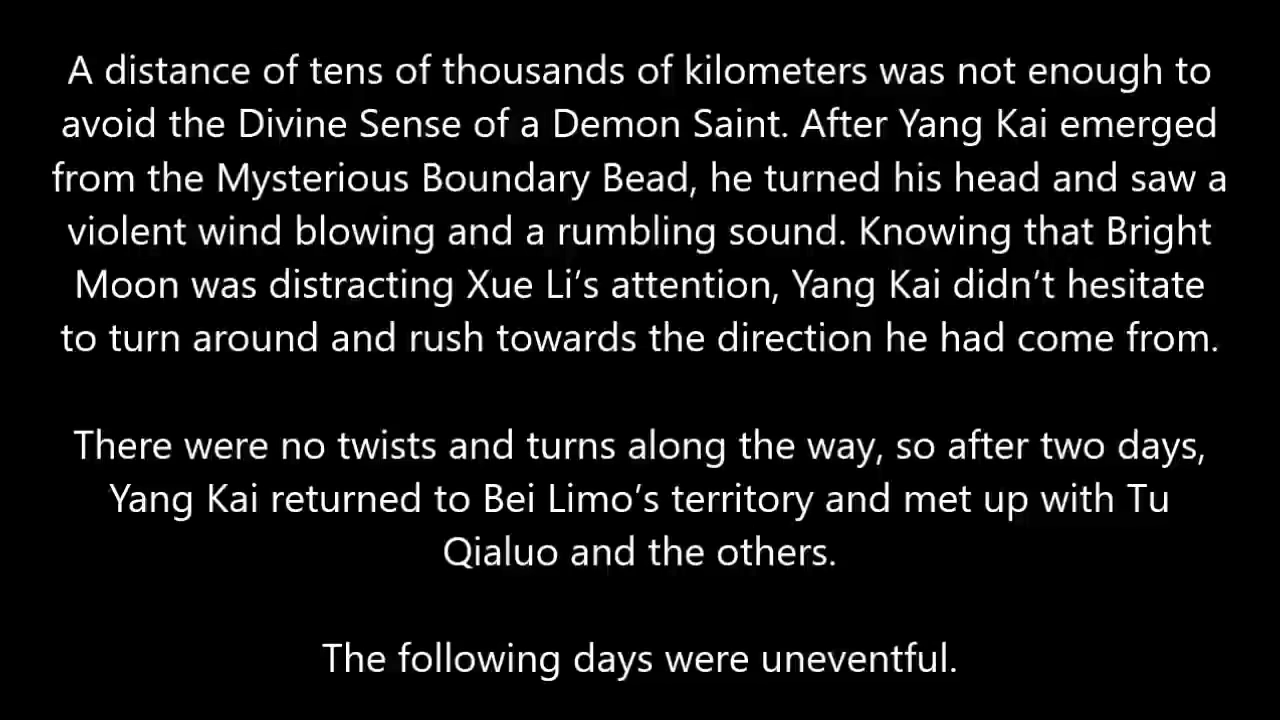 A distance of tens of thousands of kilometers was not enough to
avoid the Divine Sense of a Demon Saint. After Yang Kai emerged
from the Mysterious Boundary Bead, he turned his head and saw a
violent wind blowing and a rumbling sound. Knowing that Bright
Moon was distracting Xue Li’s attention, Yang Kai didn’t hesitate
to turn around and rush towards the direction he had come from.
There were no twists and turns along the way, so after two days,
Yang Kai returned to Bei Limo’s territory and met up with Tu
Qialuo and the others.
The following days were uneventful.